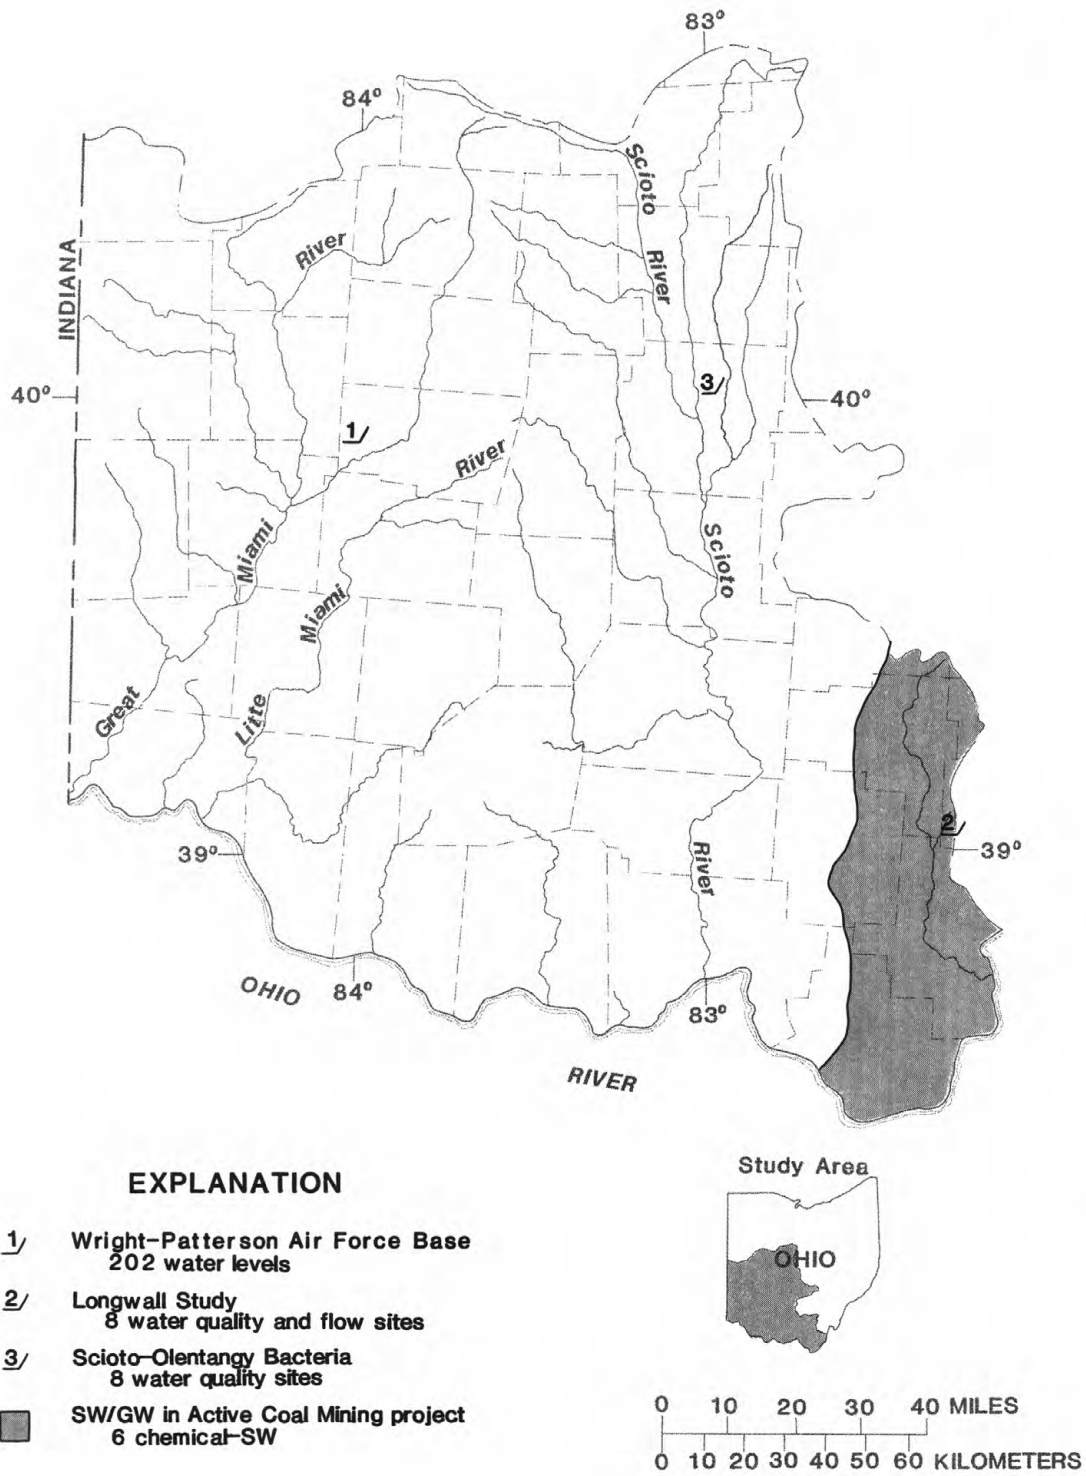 83°
84°
Scioto
River
INDIANA
River
40°
3/
40°
1/
River
Miami
Scioto
Miami
Great
Litte
2/
39°
39°
River
OHIO
84°
83°
RIVER
EXPLANATION
1/ Wright-Patterson Air Force Base
202 water levels
2/ Longwall Study
8 water quality and flow sites
3/ Scioto-Olentangy Bacteria
8 water quality sites
SW/GW in Active Coal Mining project
6 chemical-SW
Study Area
OHIO
0 10 20 30 40 MILES
0 10 20 30 40 50 60 KILOMETERS